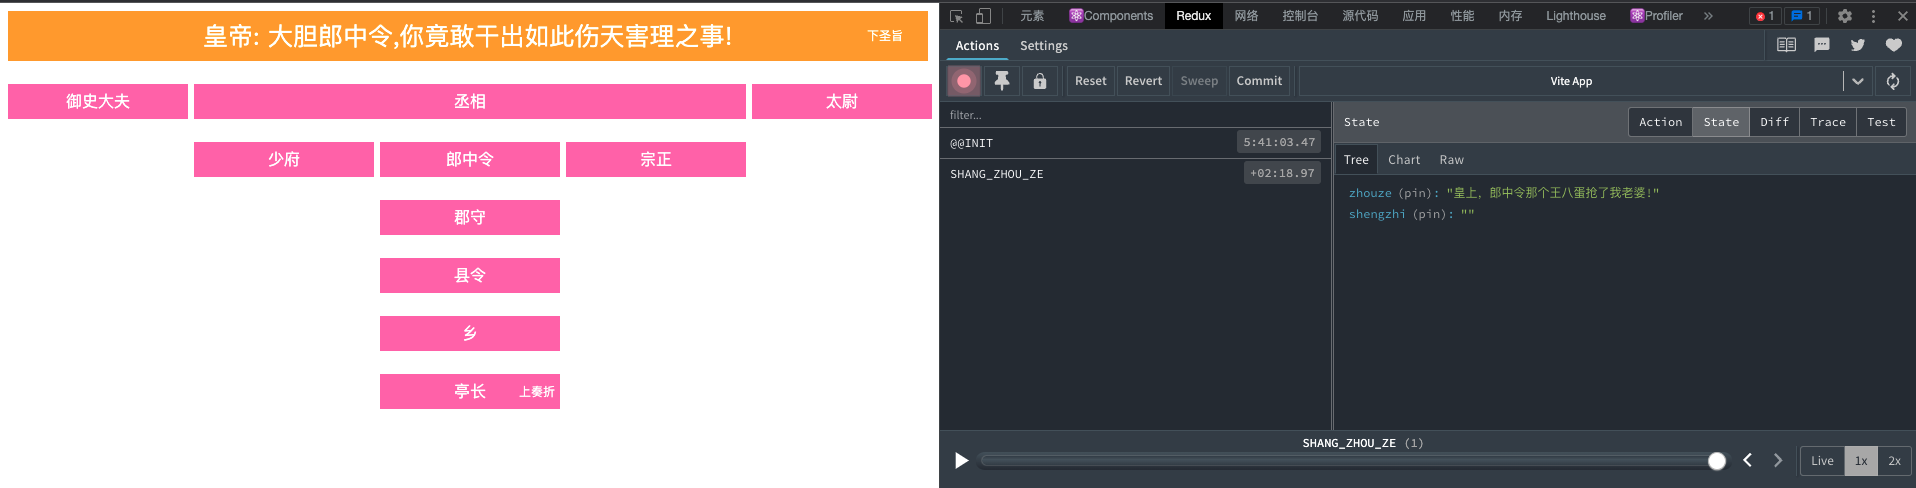 皇帝: 大胆郎中令,你竟敢干出如此伤天害理之事!
下圣旨
御史大夫
丞相
太尉
少府
郎中令
宗正
郡守
县令
乡
亭长
上奏折
元素
Components
Redux
网络
控制台
源代码
应用
性能
内存
Lighthouse
Profiler
1
1
Actions
Settings
Reset
Revert
Sweep
Commit
Vite App
filter...
@@INIT
5:41:03.47
SHANG_ZHOU_ZE
+02:18.97
State
Action
State
Diff
Trace
Test
Tree
Chart
Raw
zhouze (pin): "皇上, 郎中令那个王八蛋抢了我老婆!"
shengzhi (pin): ""
SHANG_ZHOU_ZE (1)
Live
1x
2x